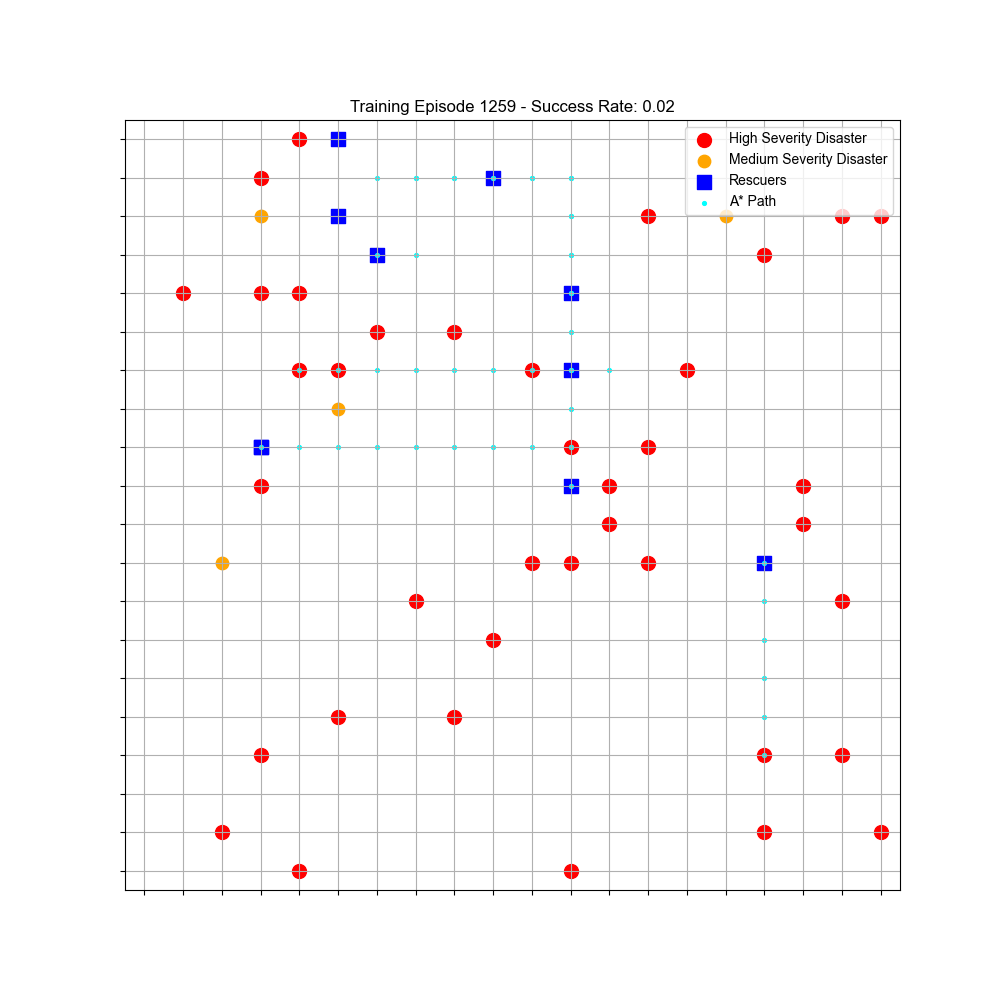 Training Episode 1259 - Success Rate: 0.02
High Severity Disaster
Medium Severity Disaster
Rescuers
A* Path